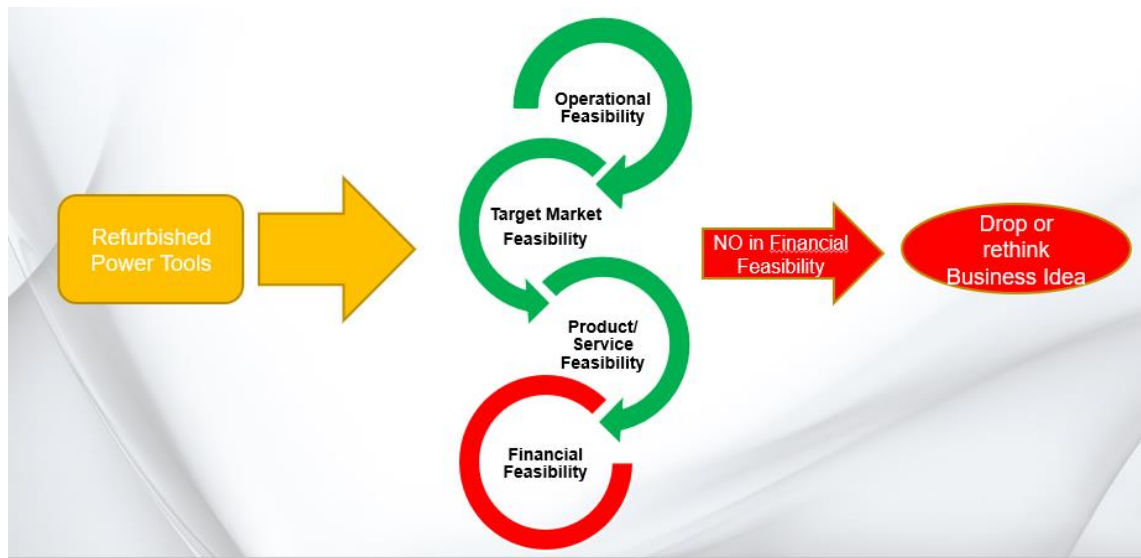 Refurbished
Power Tools
Operational
Feasibility
Target Market
Feasibility
Product/
Service
Feasibility
Financial
Feasibility
NO in Financial
Feasibility
Drop or
rethink
Business Idea